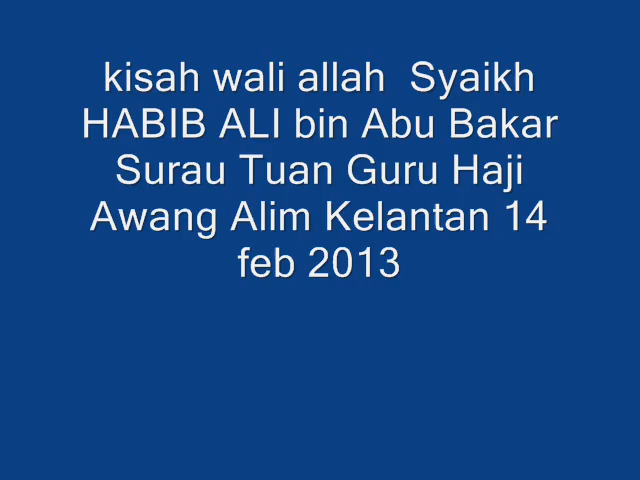 kisah wali allah  Syaikh
HABIB ALI bin Abu Bakar
Surau Tuan Guru Haji
Awang Alim Kelantan 14
feb 2013